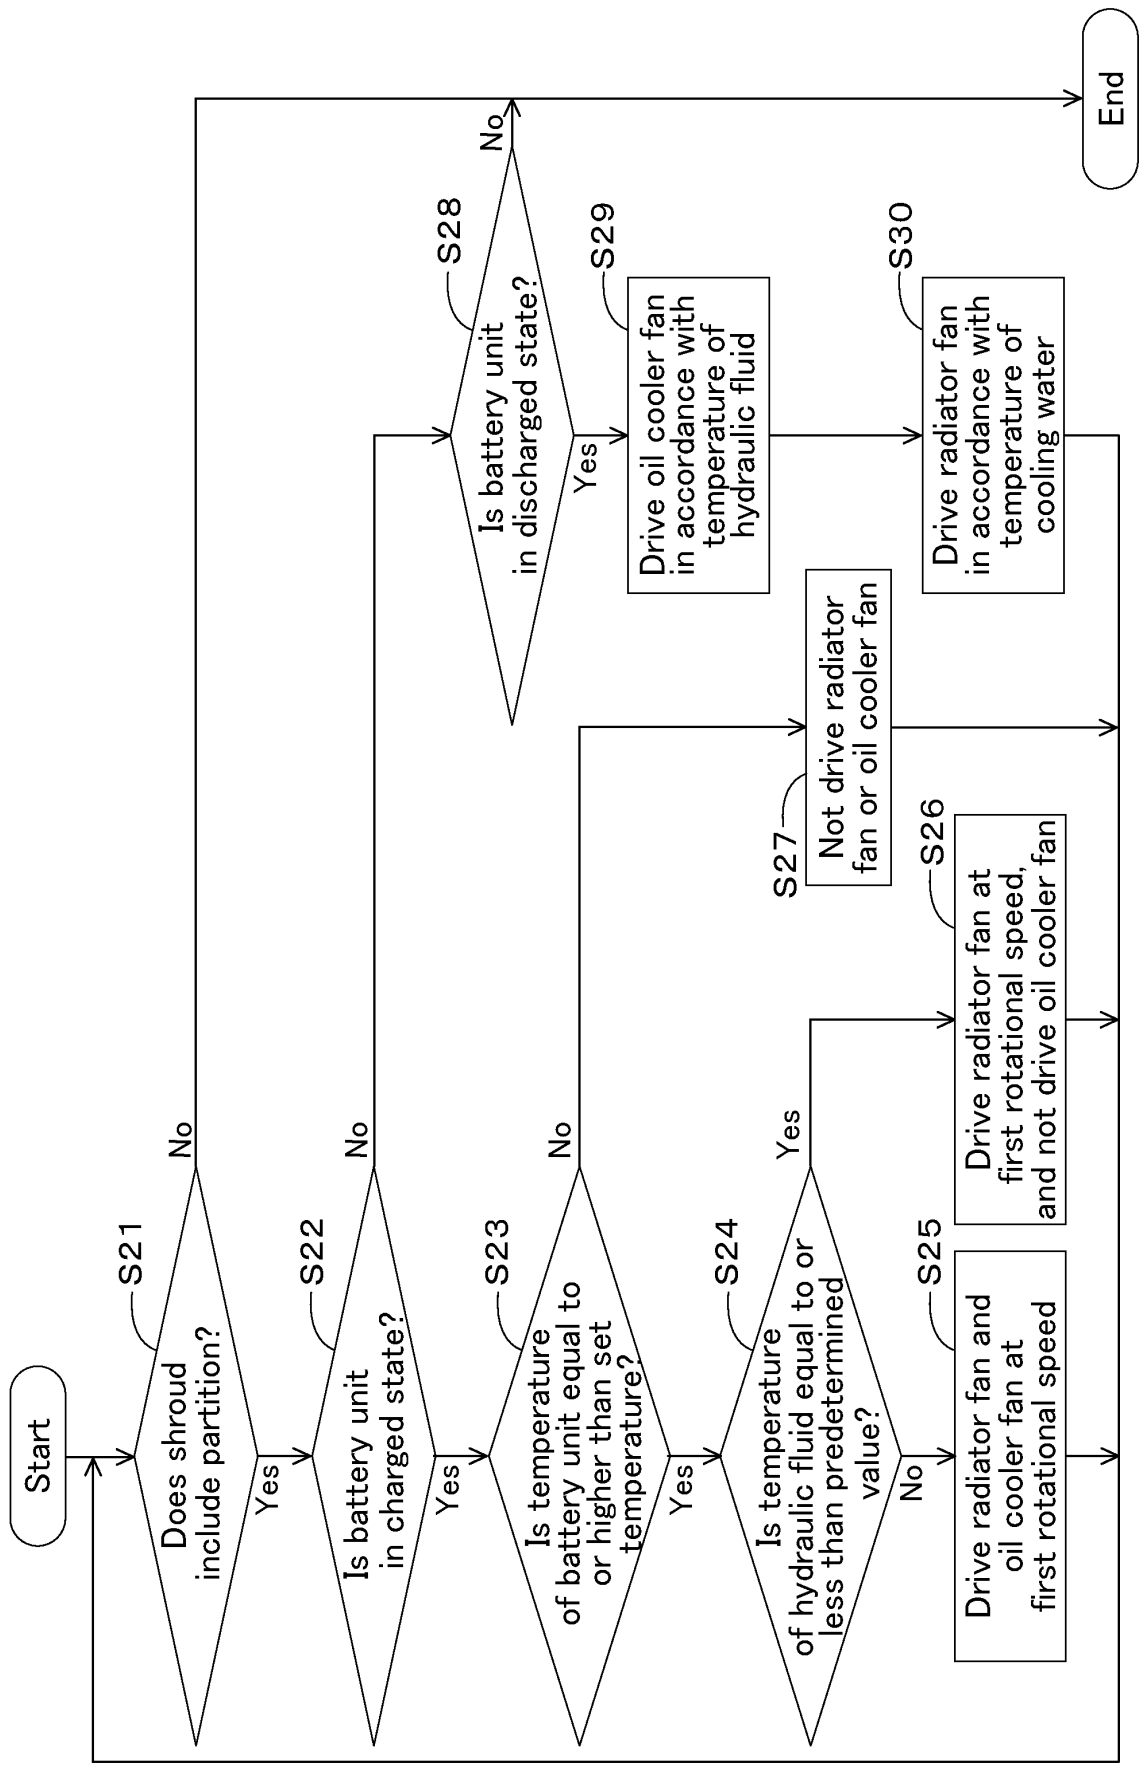 Start
S21
Does shroud
include partition?
No
Yes
S22
Is battery unit
in charged state?
No
Yes
S23
Is temperature
of battery unit equal to
or higher than set
temperature?
No
Yes
S24
Is temperature
of hydraulic fluid equal to or
less than predetermined
value?
Yes
No
S25
Drive radiator fan and
oil cooler fan at
first rotational speed
S26
Drive radiator fan at
first rotational speed,
and not drive oil cooler fan
S27
Not drive radiator
fan or oil cooler fan
S28
Is battery unit
in discharged state?
No
Yes
S29
Drive oil cooler fan
in accordance with
temperature of
hydraulic fluid
S30
Drive radiator fan
in accordance with
temperature of
cooling water
End